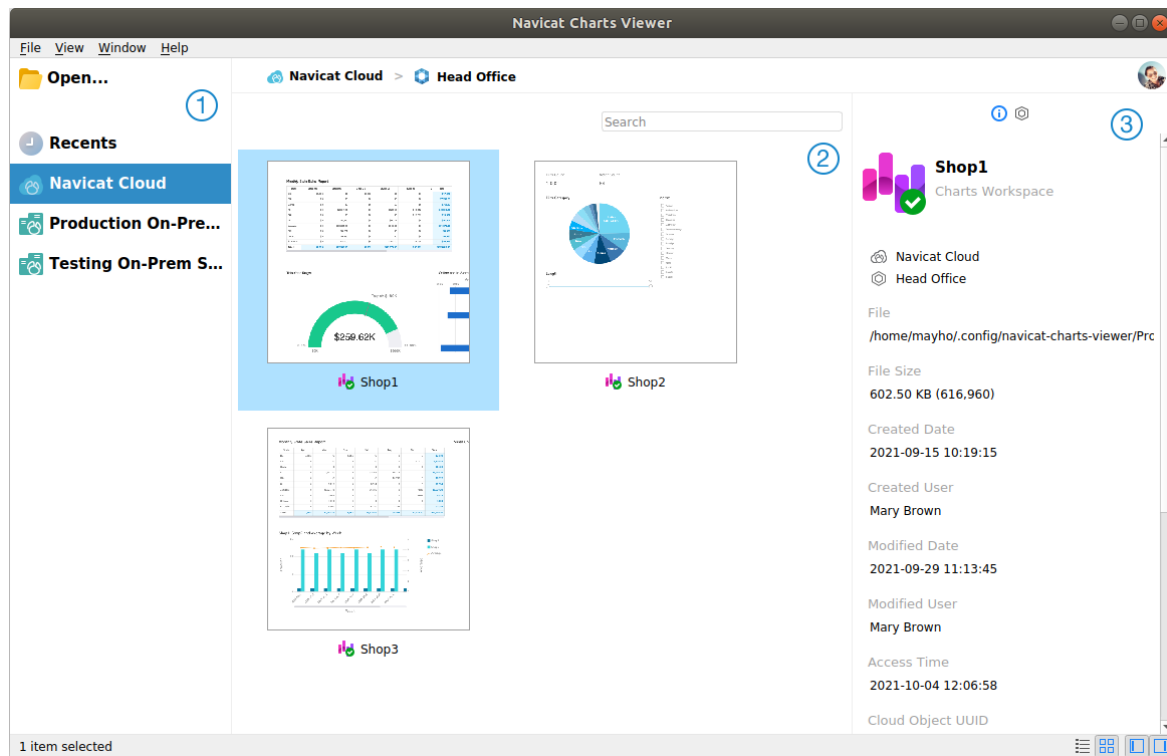 Navicat Charts Viewer
File View Window Help
Open...
1
Recents
Navicat Cloud
Production On-Pre...
Testing On-Prem S...
Navicat Cloud > Head Office
Search
2
$259.62K
Shop1
Shop2
Shop3
3
Shop1
Charts Workspace
Navicat Cloud
Head Office
File
/home/mayho/.config/navicat-charts-viewer/Pro
File Size
602.50 KB (616,960)
Created Date
2021-09-15 10:19:15
Created User
Mary Brown
Modified Date
2021-09-29 11:13:45
Modified User
Mary Brown
Access Time
2021-10-04 12:06:58
Cloud Object UUID
1 item selected